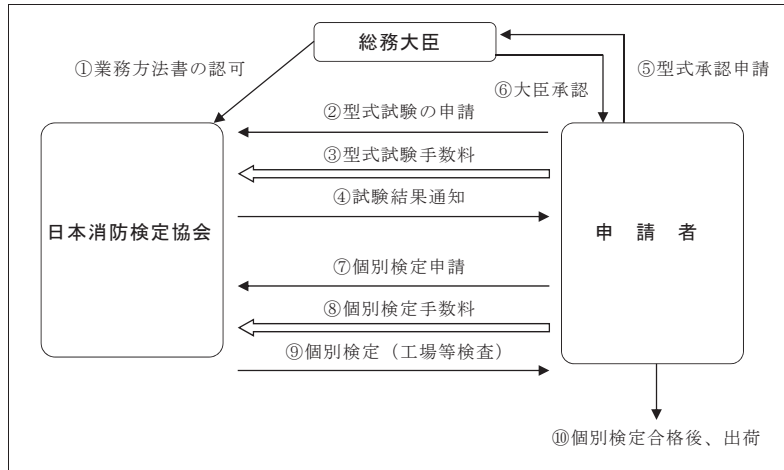 総務大臣
①業務方法書の認可
⑤型式承認申請
⑥大臣承認
②型式試験の申請
③型式試験手数料
④試験結果通知
日本消防検定協会
申 請 者
⑦個別検定申請
⑧個別検定手数料
⑨個別検定（工場等検査）
⑩個別検定合格後、出荷